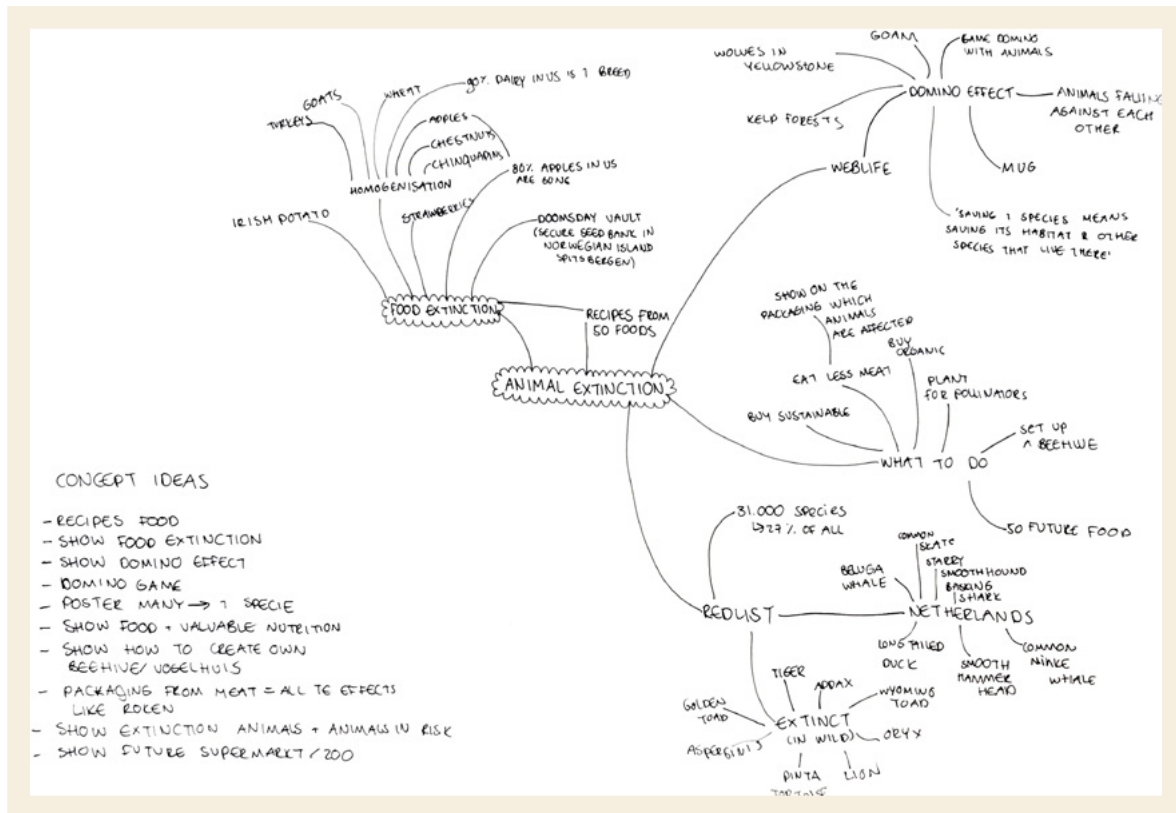 GOATS
TURKEYS
WHEAT
90% DAIRY IN US IS 1 BREED
APPLES
CHESTNUTS
CHINQUAPINS
HOMOGENISATION
80% APPLES IN US
ARE GONE
IRISH POTATO
STRAWBERRIES
DOOMSDAY VAULT
(SECURE SEED BANK IN
NORWEGIAN ISLAND
SPITSBERGEN)
FOOD EXTINCTION
RECIPES FROM
50 FOODS
ANIMAL EXTINCTION
WOLVES IN
YELLOWSTONE
GAME DOMINO
WITH ANIMALS
DOMINO EFFECT
ANIMALS FALLING
AGAINST EACH
OTHER
KELP FORESTS
WEBLIFE
MUG
'SAVING 1 SPECIES MEANS
SAVING ITS HABITAT & OTHER
SPECIES THAT LIVE THERE'
SHOW ON THE
PACKAGING WHICH
ANIMALS
ARE AFFECTED
BUY
ORGANIC
EAT LESS MEAT
PLANT
FOR POLLINATORS
BUY SUSTAINABLE
SET UP
A BEEHIVE
WHAT TO DO
50 FUTURE FOOD
31.000 SPECIES
↳27% OF ALL
REDLIST
BELUGA
WHALE
COMMON
SKATE
STARRY
SMOOTHHOUND
BASKING
SHARK
NETHERLANDS
LONG TAILED
DUCK
SMOOTH
HAMMER
HEAD
COMMON
MINKE
WHALE
TIGER
ADDAX
GOLDEN
TOAD
WYOMING
TOAD
EXTINCT
(IN WILD)
ORYX
PINTA
TORTOISE
LION
CONCEPT IDEAS
- RECIPES FOOD
- SHOW FOOD EXTINCTION
- SHOW DOMINO EFFECT
- DOMINO GAME
- POSTER MANY → 1 SPECIE
- SHOW FOOD + VALUABLE NUTRITION
- SHOW HOW TO CREATE OWN
BEEHIVE/VOGELHUIS
- PACKAGING FROM MEAT = ALL TE EFFECTS
LIKE ROKEN
- SHOW EXTINCTION ANIMALS + ANIMALS IN RISK
- SHOW FUTURE SUPERMARKT/ZOO